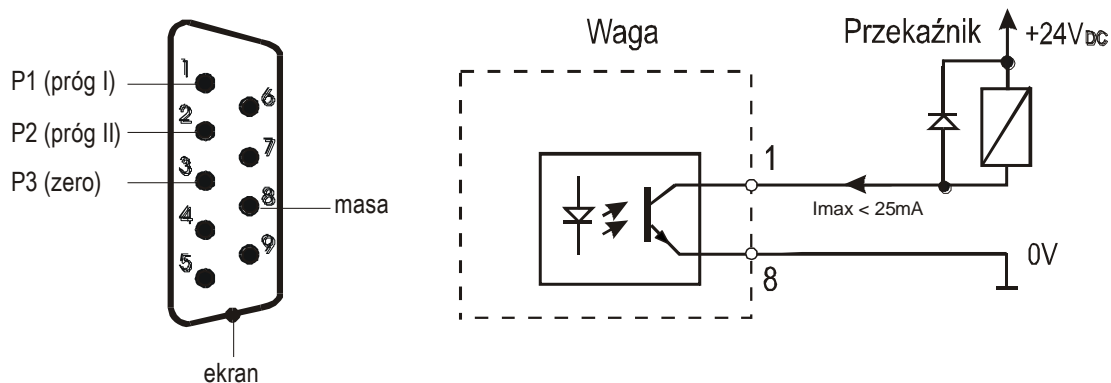 P1 (próg I)
P2 (próg II)
P3 (zero)
1
2
3
4
5
6
7
8
9
masa
ekran
Waga
Przekaźnik
+24VDC
1
Imax < 25mA
8
0V